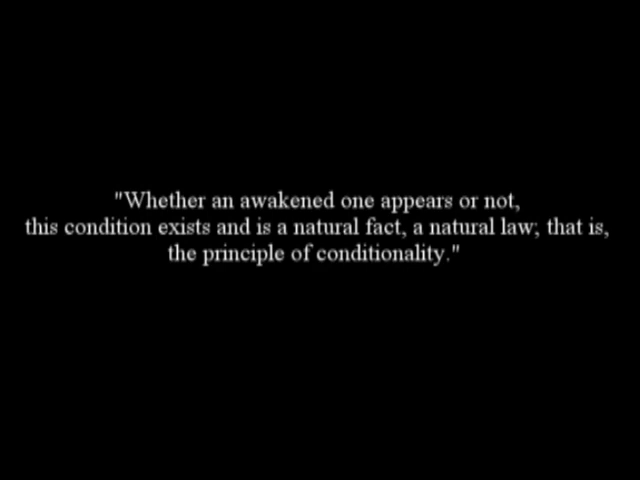 "Whether an awakened one appears or not,
this condition exists and is a natural fact, a natural law; that is,
the principle of conditionality."